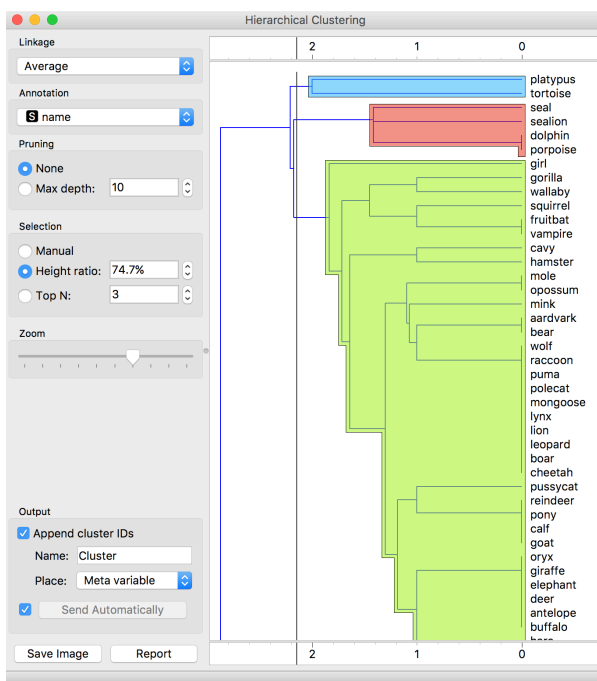 Hierarchical Clustering
Linkage
Average
Annotation
S name
Pruning
None
Max depth: 10
Selection
Manual
Height ratio: 74.7%
Top N: 3
Zoom
Output
Append cluster IDs
Name: Cluster
Place: Meta variable
Send Automatically
Save Image Report
2 1 0
platypus
tortoise
seal
sealion
dolphin
porpoise
girl
gorilla
wallaby
squirrel
fruitbat
vampire
cavy
hamster
mole
opossum
mink
aardvark
bear
wolf
raccoon
puma
polecat
mongoose
lynx
lion
leopard
boar
cheetah
pussycat
reindeer
pony
calf
goat
oryx
giraffe
elephant
deer
antelope
buffalo
2 1 0